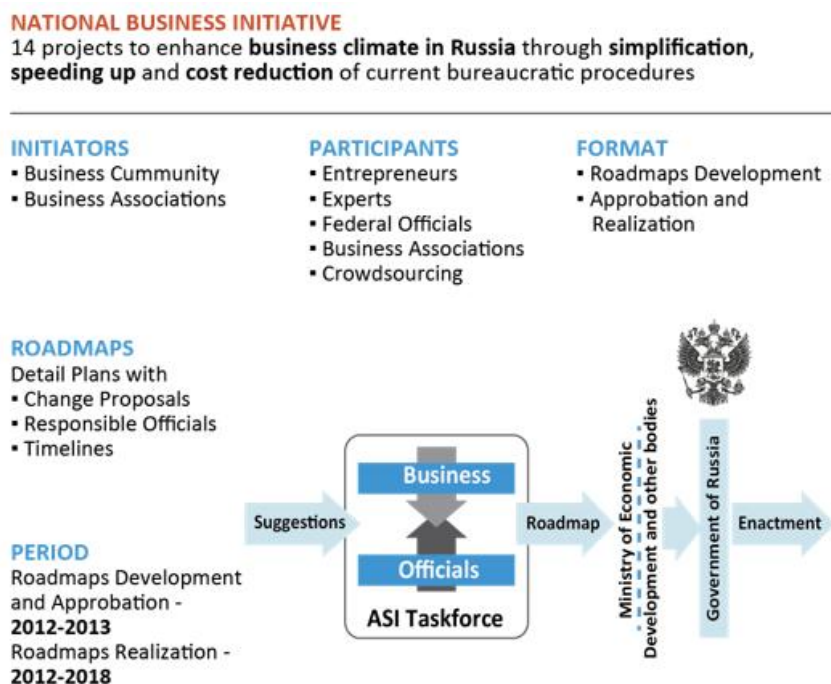 NATIONAL BUSINESS INITIATIVE
14 projects to enhance business climate in Russia through simplification,
speeding up and cost reduction of current bureaucratic procedures
INITIATORS
▪ Business Cummunity
▪ Business Associations
PARTICIPANTS
▪ Entrepreneurs
▪ Experts
▪ Federal Officials
▪ Business Associations
▪ Crowdsourcing
FORMAT
▪ Roadmaps Development
▪ Approbation and
Realization
ROADMAPS
Detail Plans with
▪ Change Proposals
▪ Responsible Officials
▪ Timelines
PERIOD
Roadmaps Development
and Approbation -
2012-2013
Roadmaps Realization -
2012-2018
Suggestions
Business
Officials
ASI Taskforce
Roadmap
Ministry of Economic
Development and other bodies
Government of Russia
Enactment